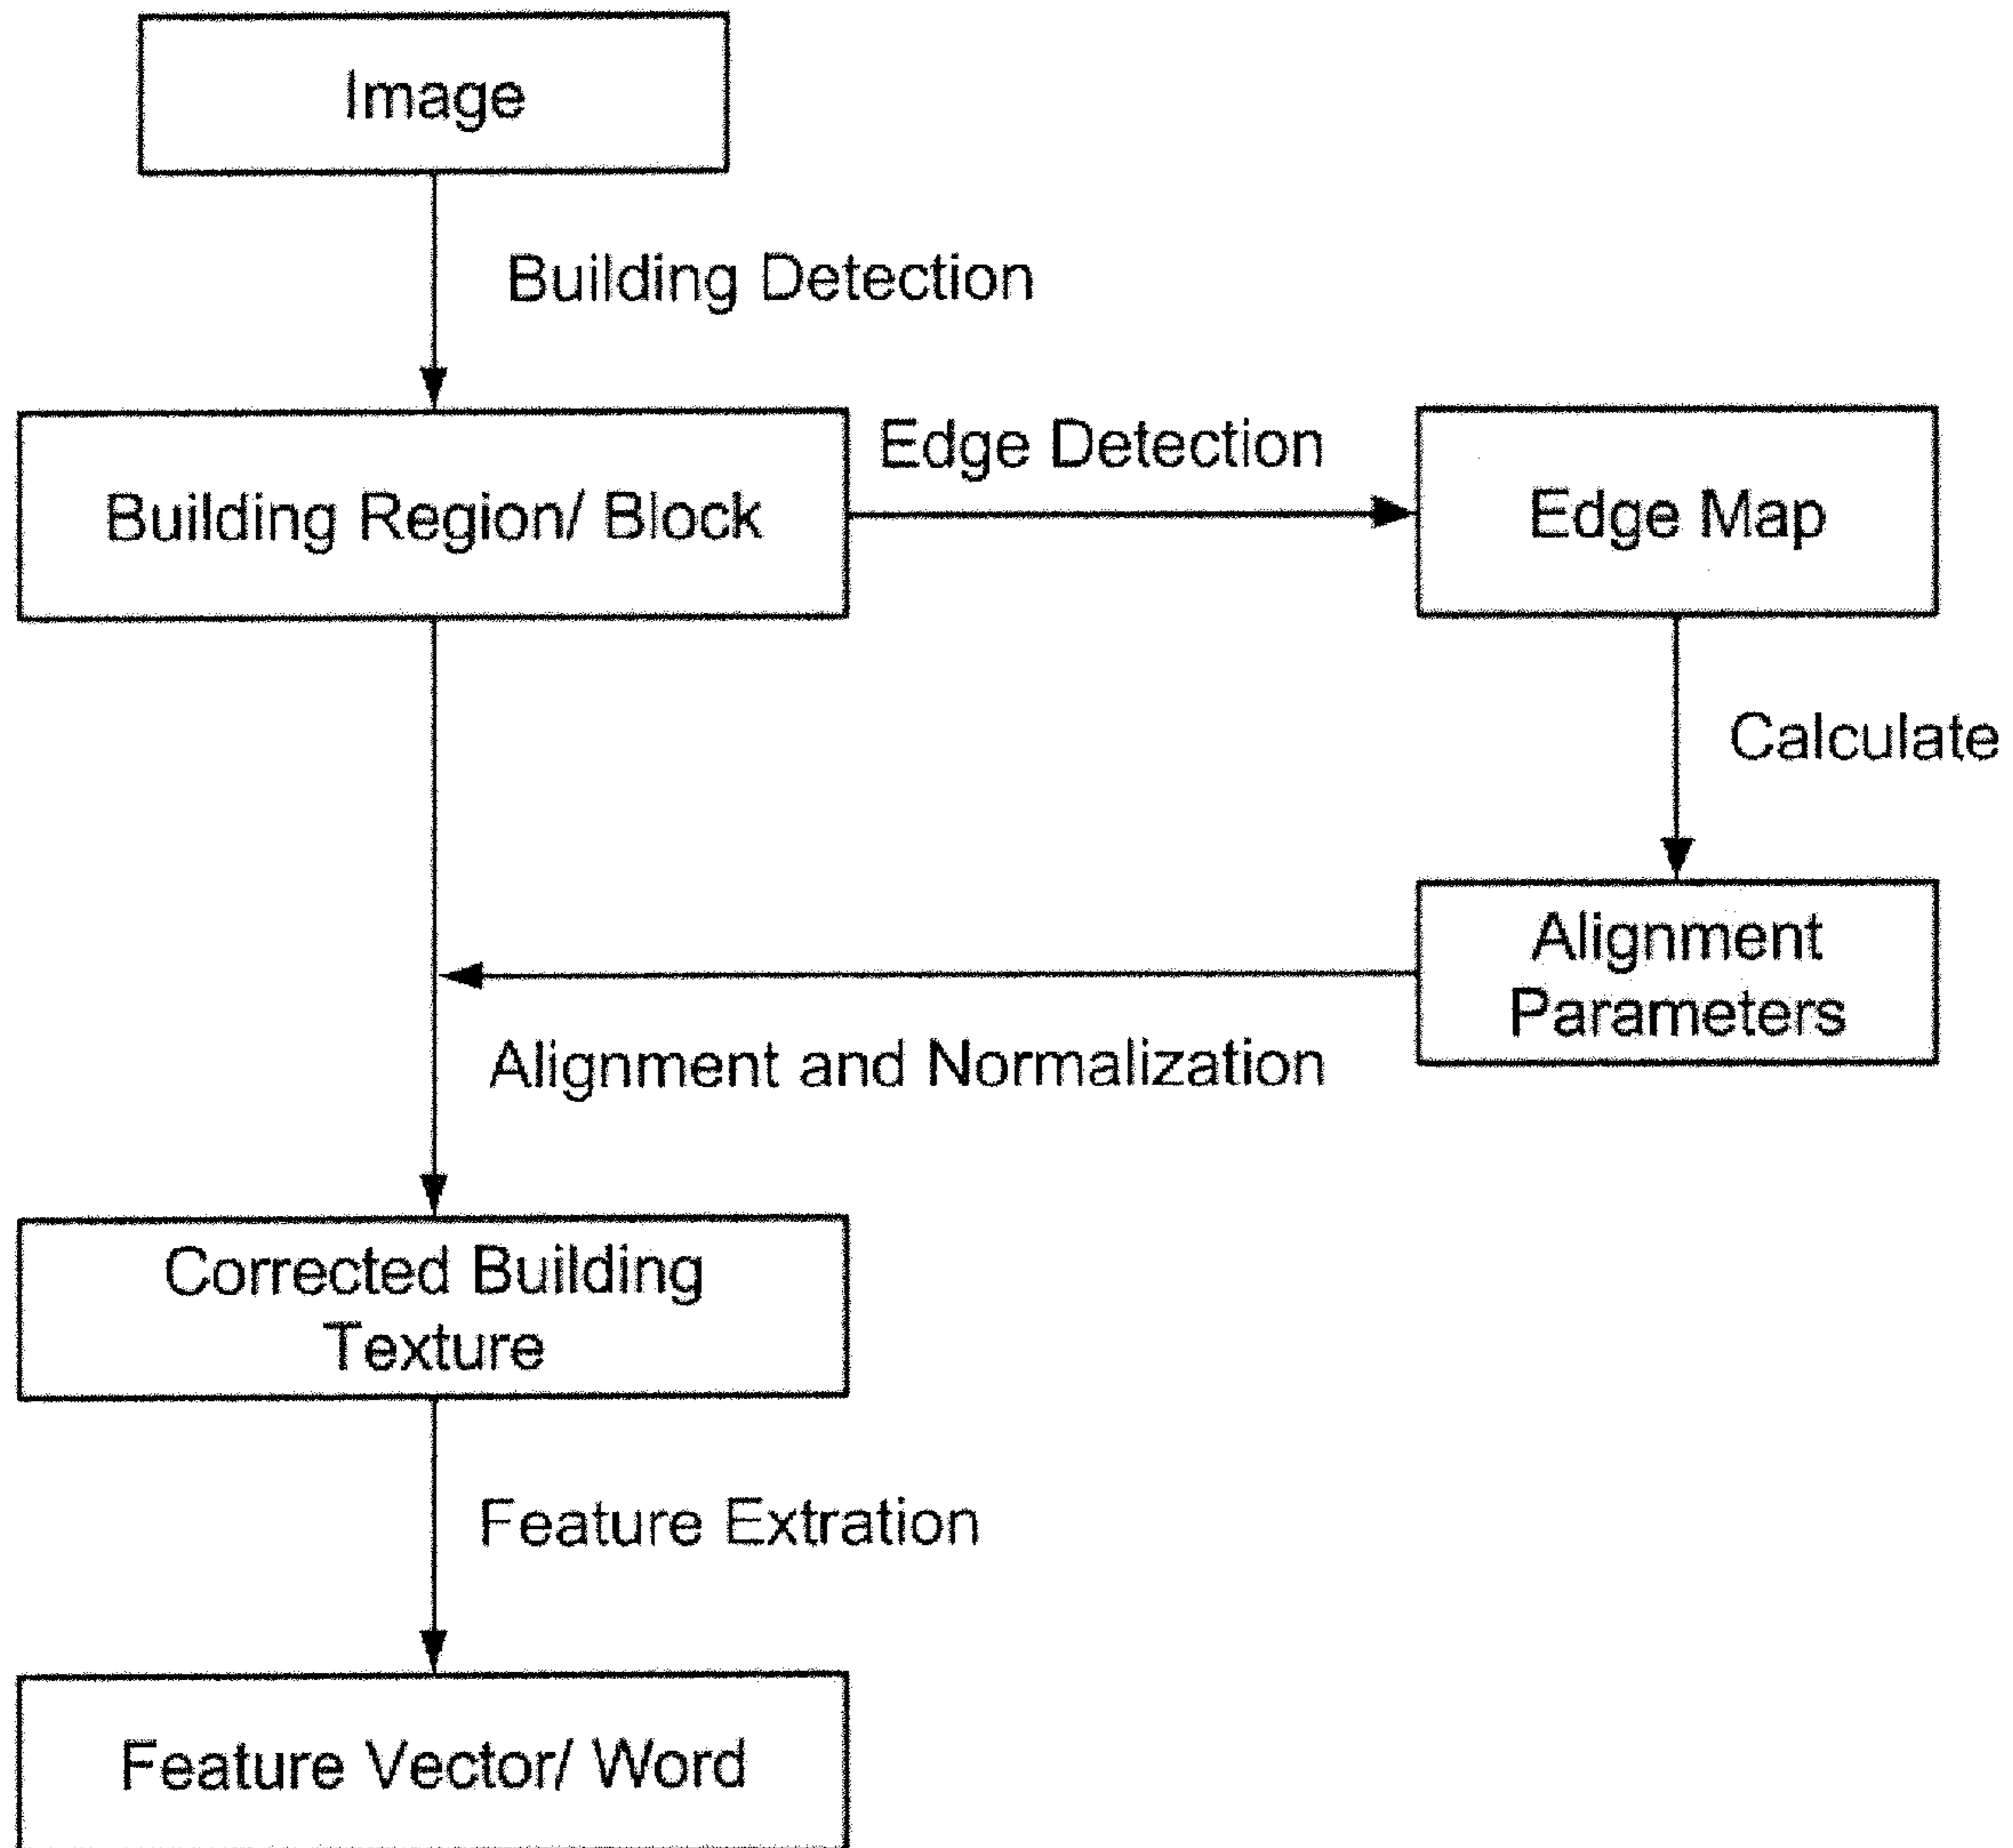 Image
Building Detection
Building Region/ Block
Edge Detection
Edge Map
Calculate
Alignment
Parameters
Alignment and Normalization
Corrected Building
Texture
Feature Extration
Feature Vector/ Word